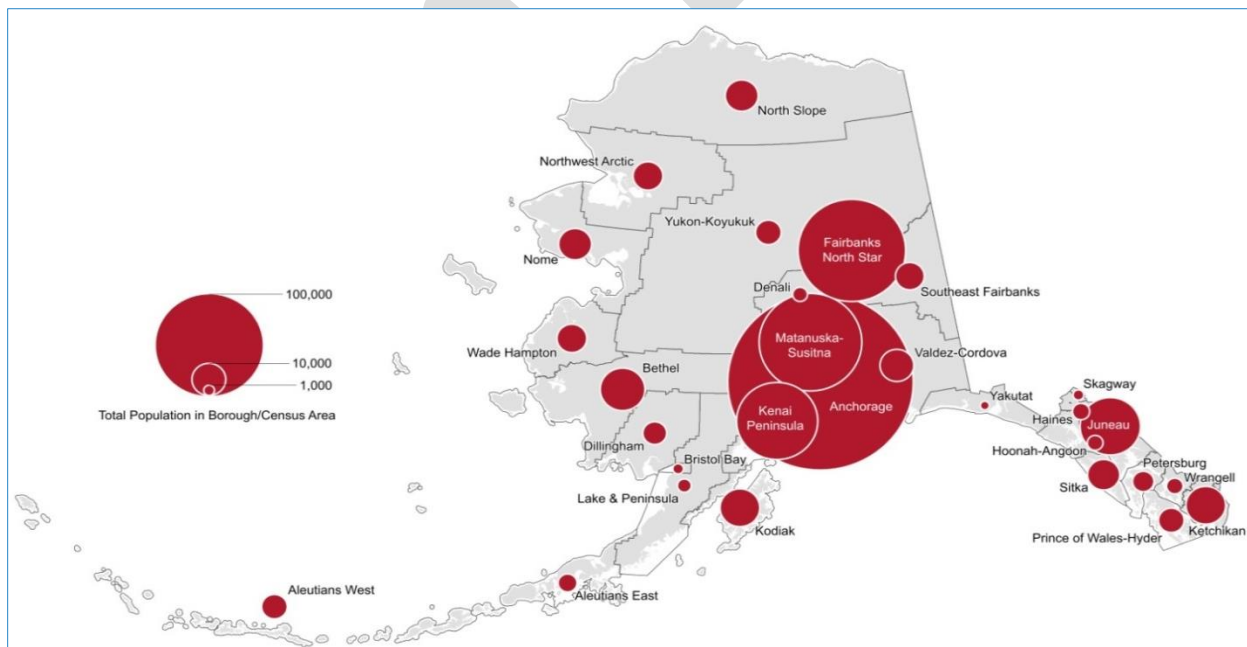 North Slope
Northwest Arctic
Yukon-Koyukuk
Fairbanks
North Star
Nome
Denali
Southeast Fairbanks
100,000
10,000
1,000
Total Population in Borough/Census Area
Wade Hampton
Matanuska-
Susitna
Valdez-Cordova
Bethel
Kenai
Peninsula
Anchorage
Yakutat
Skagway
Haines
Juneau
Dillingham
Hoonah-Angoon
Bristol Bay
Petersburg
Lake & Peninsula
Sitka
Wrangell
Kodiak
Ketchikan
Prince of Wales-Hyder
Aleutians West
Aleutians East